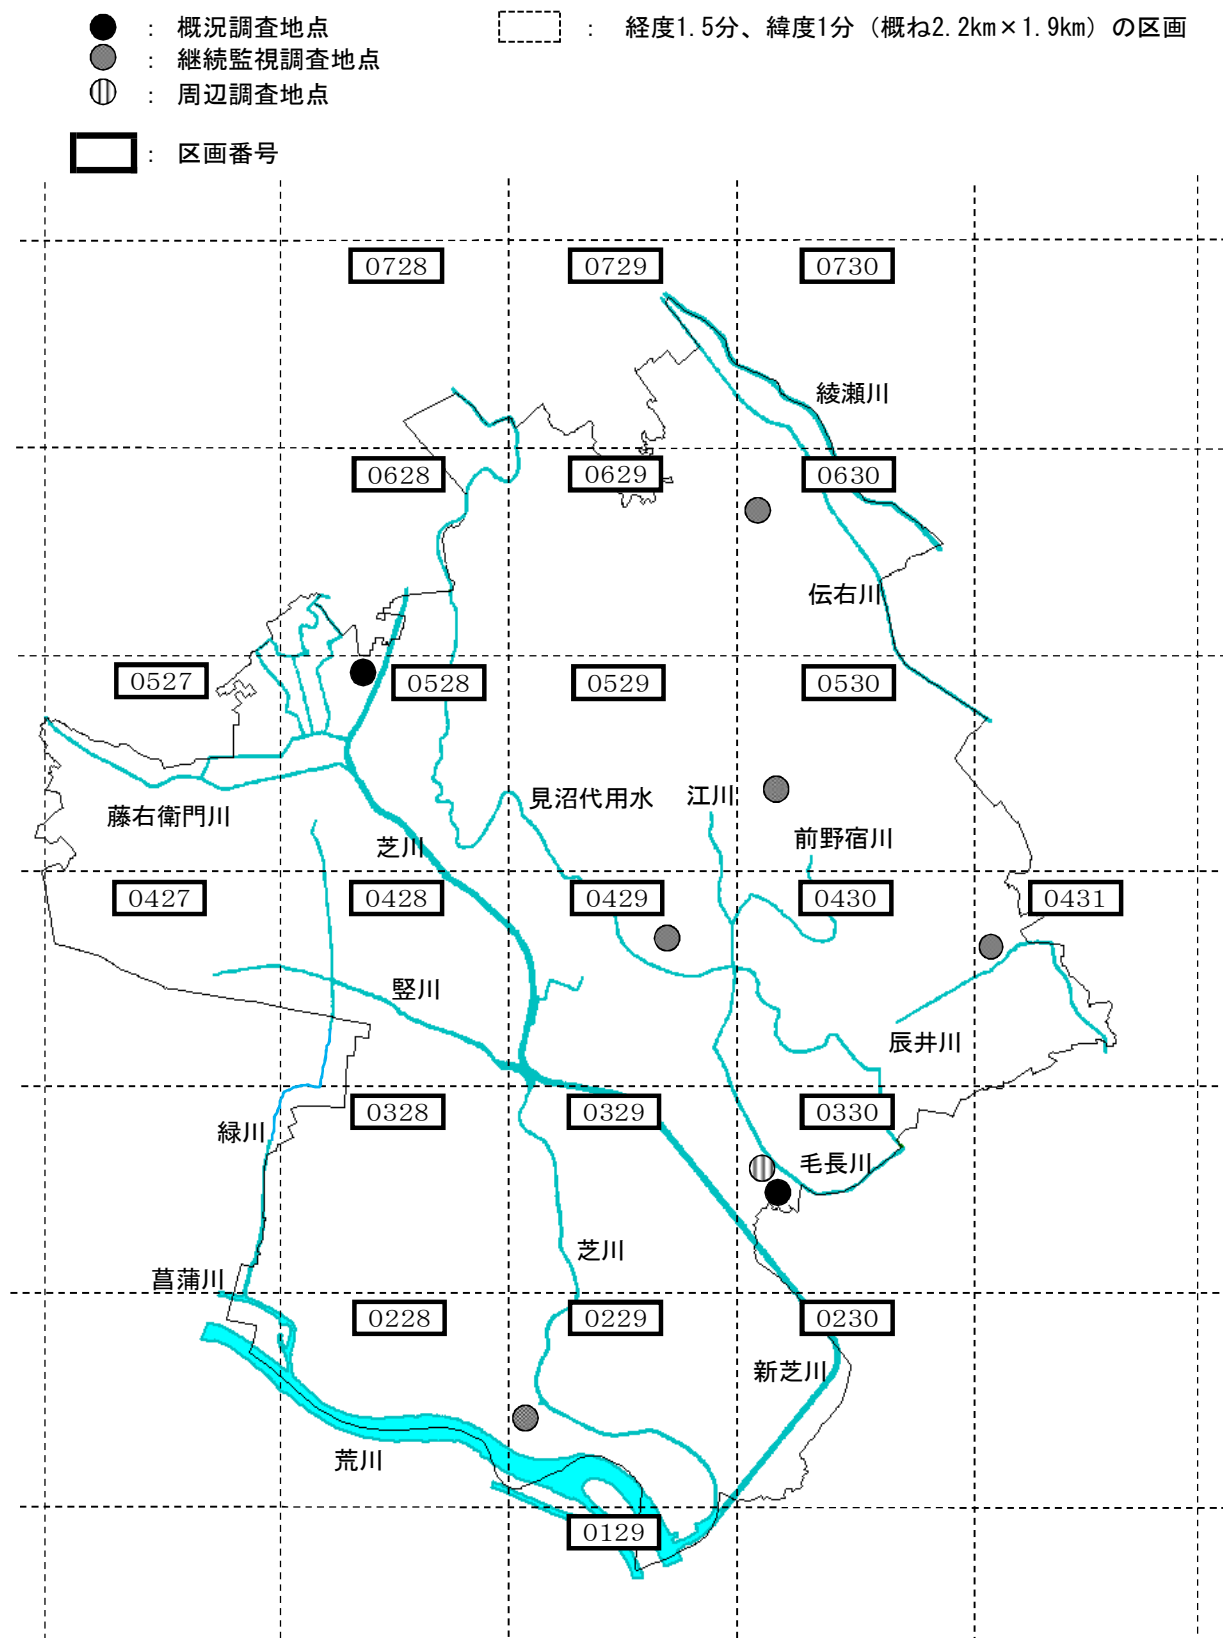 ： 概況調査地点
： 継続監視調査地点
： 周辺調査地点
： 区画番号
： 経度1.5分、緯度1分（概ね2.2km×1.9km）の区画
0728
0729
0730
綾瀬川
0628
0629
0630
伝右川
0527
0528
0529
0530
藤右衛門川
芝川
見沼代用水
江川
前野宿川
0427
0428
0429
0430
0431
竪川
辰井川
緑川
0328
0329
0330
毛長川
芝川
菖蒲川
0228
0229
0230
新芝川
荒川
0129